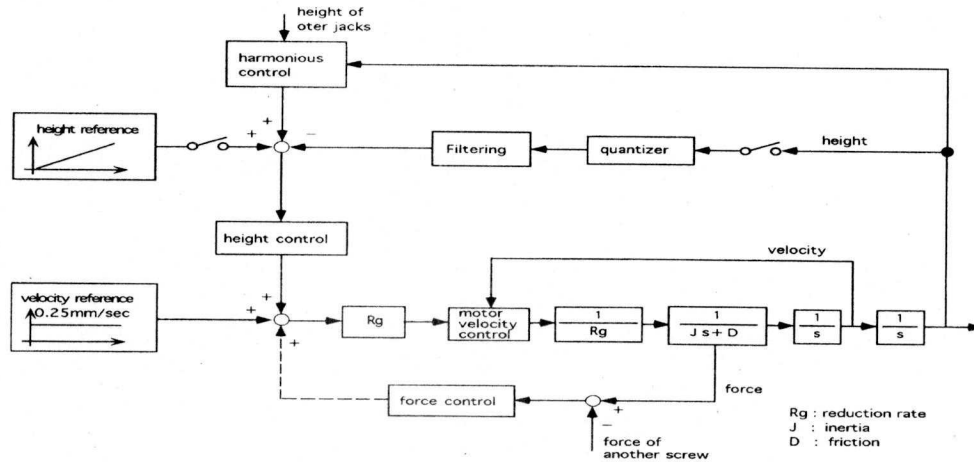 height of
oter jacks
harmonious
control
height reference
+
+
−
Filtering
quantizer
height
height control
velocity
velocity reference
0.25mm/sec
+
+
+
Rg
motor
velocity
control
1
Rg
1
Js+D
1
s
1
s
force
force control
+
−
force of
another screw
Rg : reduction rate
J : inertia
D : friction